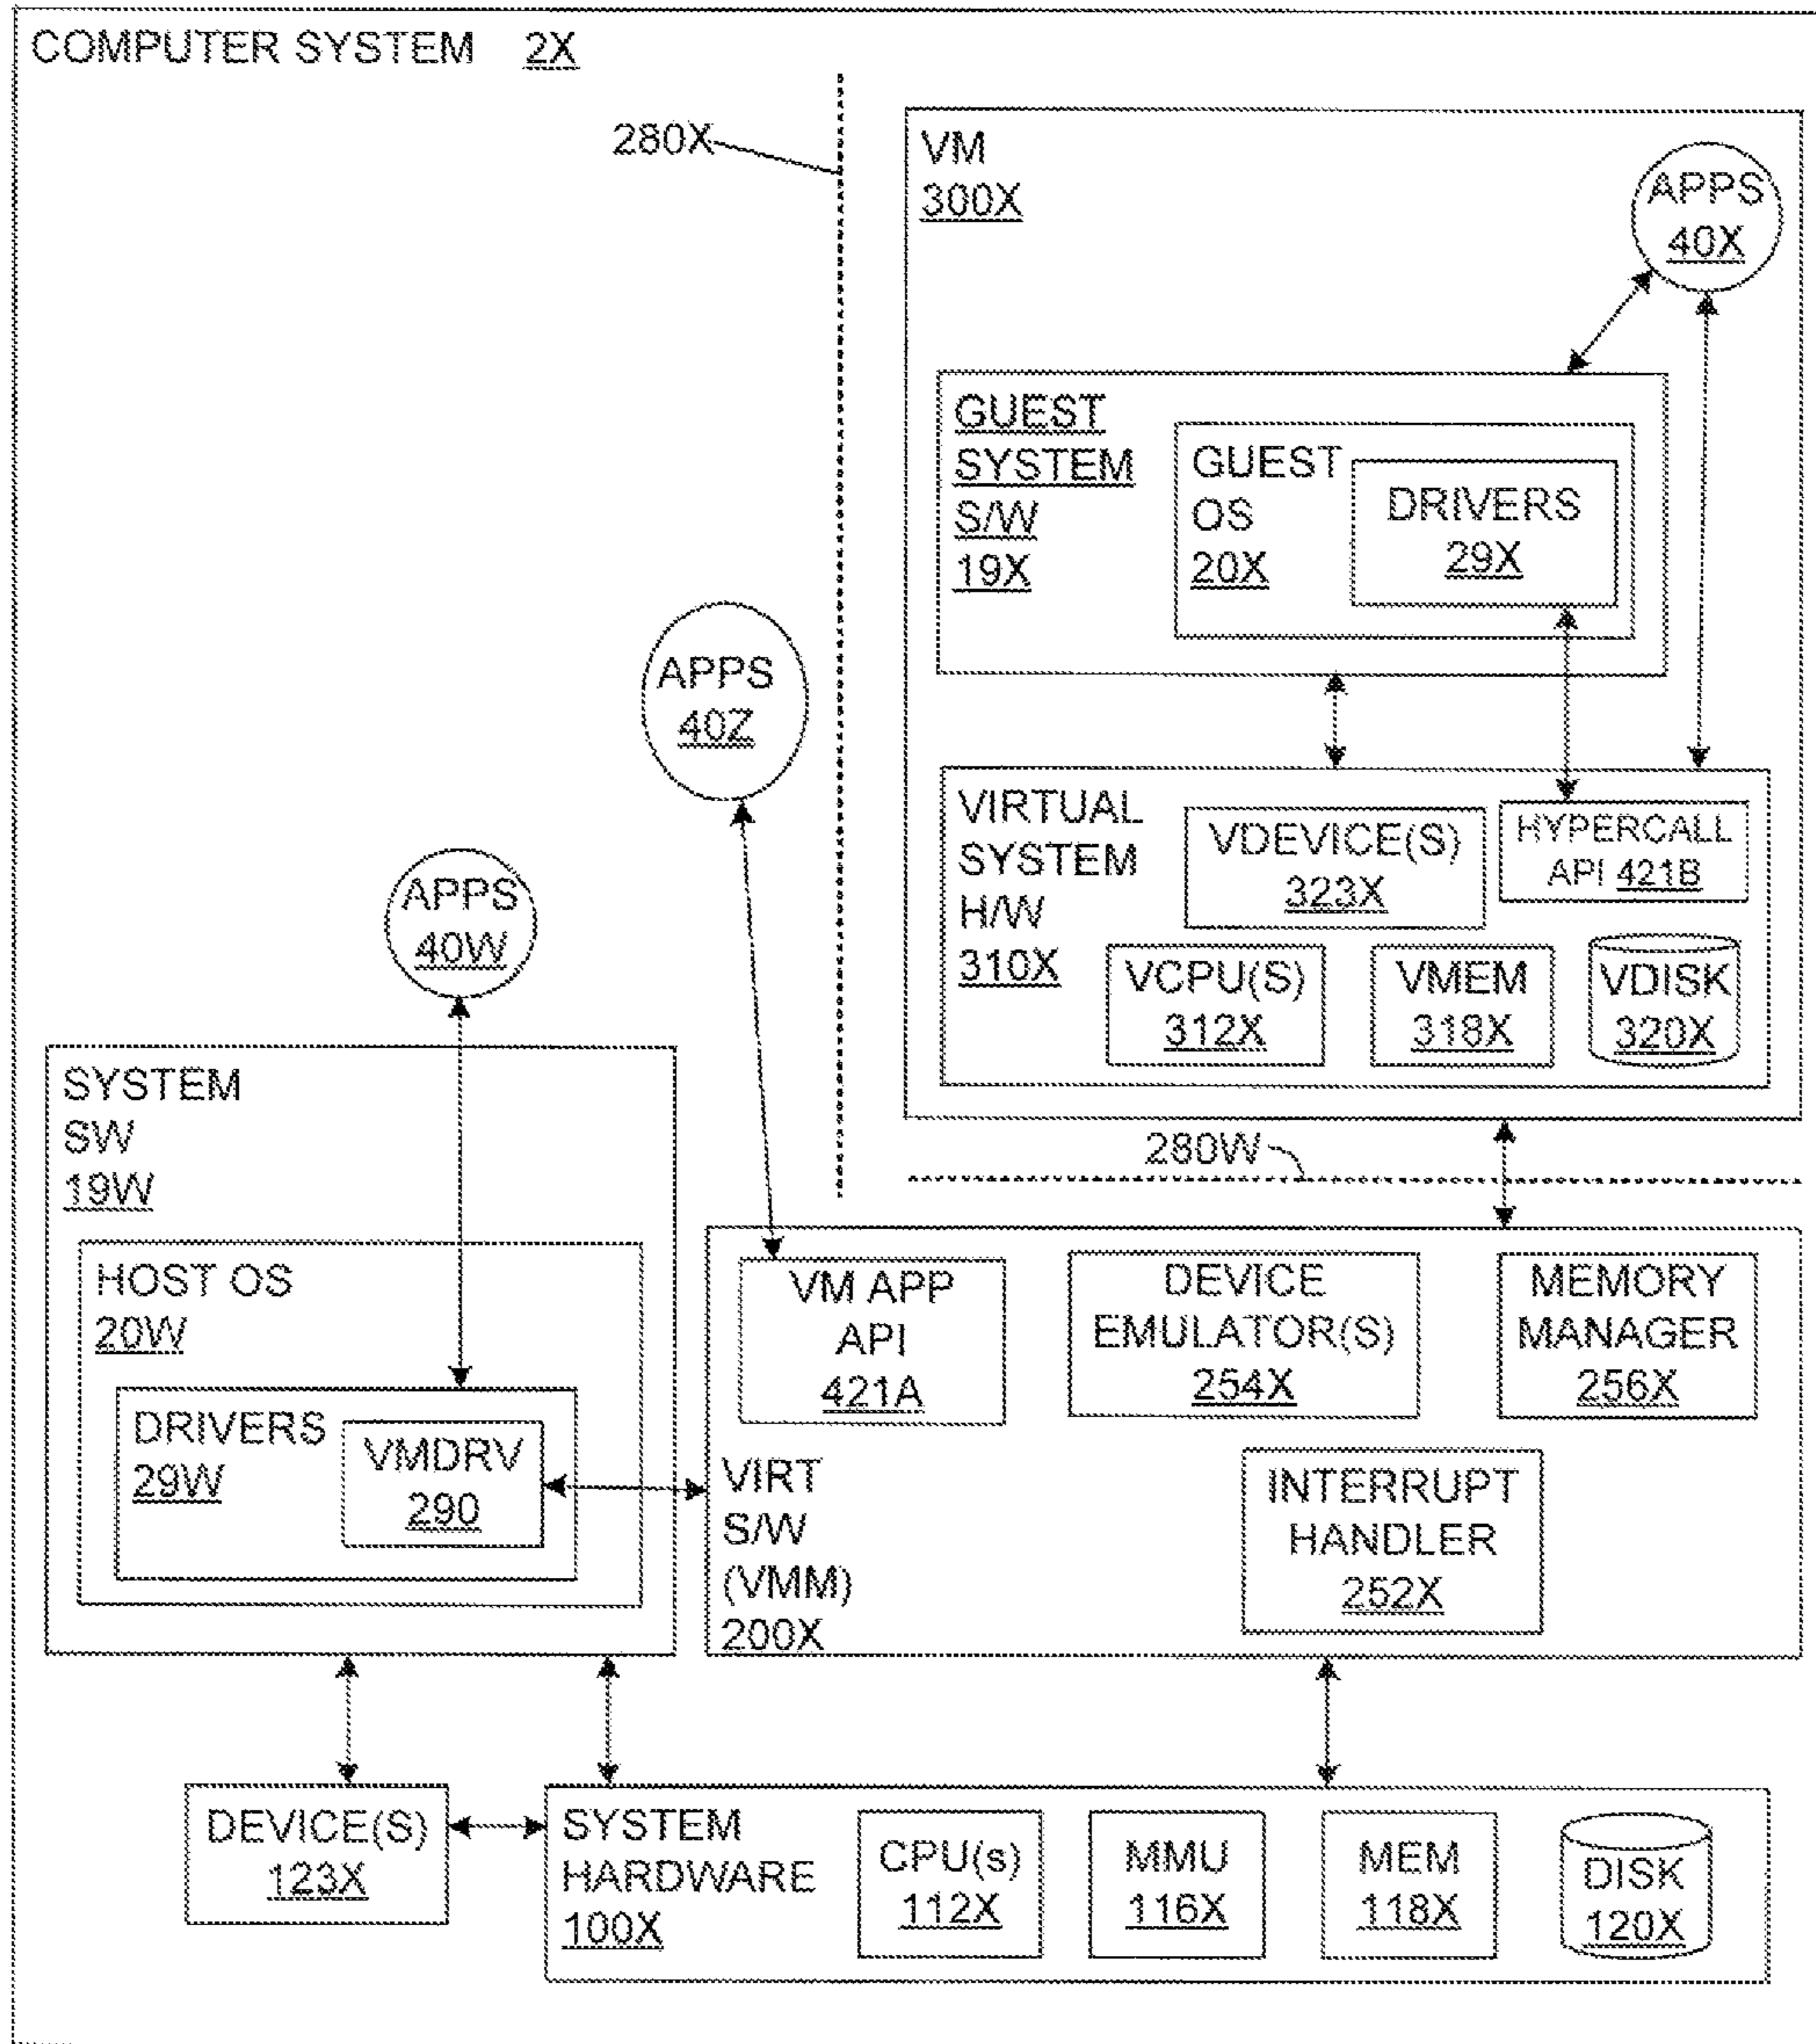 COMPUTER SYSTEM 2X
280X
VM
300X
APPS
40X
GUEST
SYSTEM
S/W
19X
GUEST
OS
20X
DRIVERS
29X
APPS
40Z
VIRTUAL
SYSTEM
H/W
310X
VDEVICE(S)
323X
HYPERCALL
API 421B
VCPU(S)
312X
VMEM
318X
VDISK
320X
APPS
40W
SYSTEM
SW
19W
280W
HOST OS
20W
DRIVERS
29W
VMDRV
290
VM APP
API
421A
DEVICE
EMULATOR(S)
254X
MEMORY
MANAGER
256X
VIRT
S/W
(VMM)
200X
INTERRUPT
HANDLER
252X
DEVICE(S)
123X
SYSTEM
HARDWARE
100X
CPU(s)
112X
MMU
116X
MEM
118X
DISK
120X